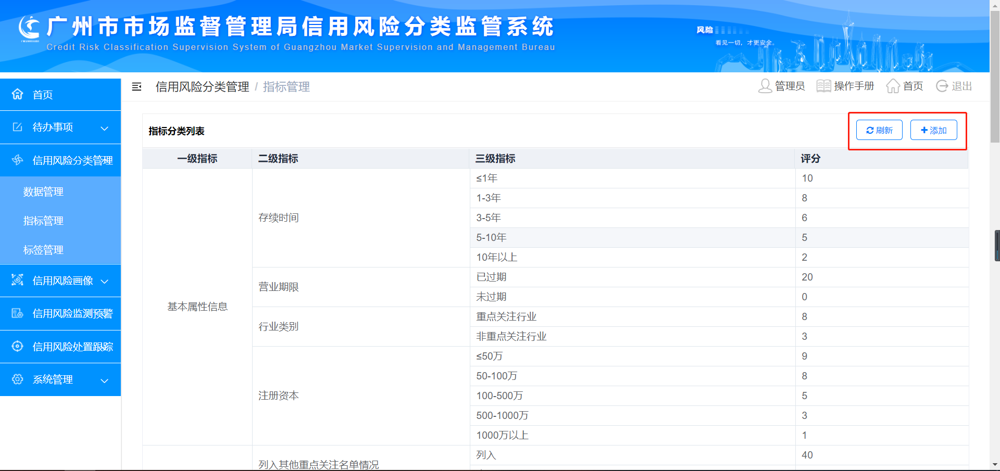 广州市市场监督管理局信用风险分类监管系统
Credit Risk Classification Supervision System of Guangzhou Market Supervision and Management Bureau
风险
看见一切，才更安全。
首页
待办事项
信用风险分类管理
数据管理
指标管理
标签管理
信用风险画像
信用风险监测预警
信用风险处置跟踪
系统管理
信用风险分类管理 / 指标管理
管理员 操作手册 首页 退出
指标分类列表
刷新 添加
一级指标 二级指标 三级指标 评分
基本属性信息
存续时间
≤1年 10
1-3年 8
3-5年 6
5-10年 5
10年以上 2
营业期限
已过期 20
未过期 0
行业类别
重点关注行业 8
非重点关注行业 3
注册资本
≤50万 9
50-100万 8
100-500万 5
500-1000万 3
1000万以上 1
列入其他重点关注名单情况
列入 40